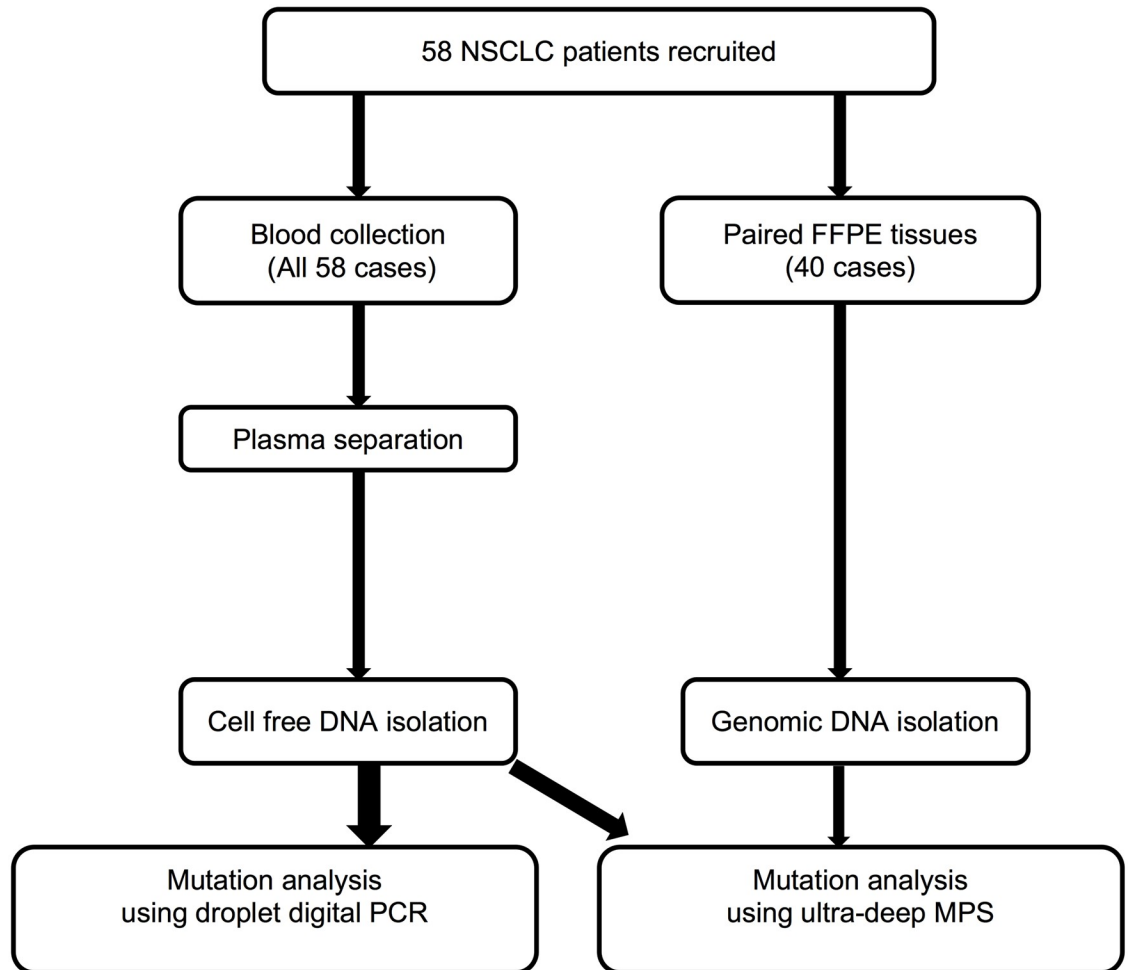 58 NSCLC patients recruited
Blood collection
(All 58 cases)
Paired FFPE tissues
(40 cases)
Plasma separation
Cell free DNA isolation
Genomic DNA isolation
Mutation analysis
using droplet digital PCR
Mutation analysis
using ultra-deep MPS